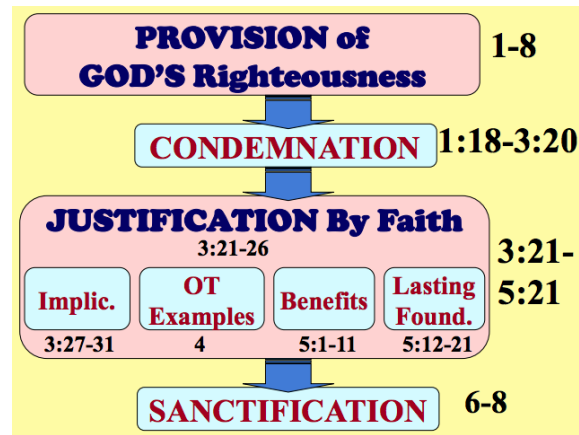 PROVISION of
GOD'S Righteousness
1-8
CONDEMNATION
1:18-3:20
JUSTIFICATION By Faith
3:21-26
3:21-
5:21
Implic.
OT
Examples
Benefits
Lasting
Found.
3:27-31
4
5:1-11
5:12-21
SANCTIFICATION
6-8